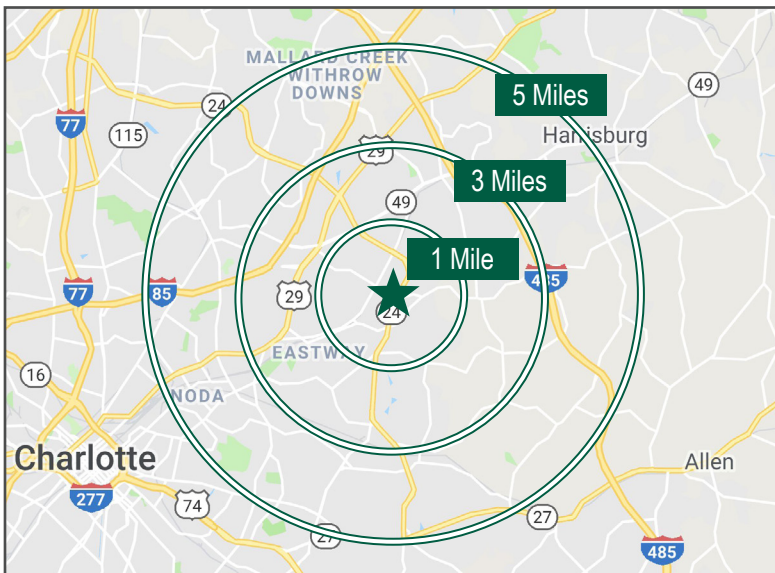 MALLARD CREEK
WITHROW
DOWNS
5 Miles
49
24
77
115
Harrisburg
29
3 Miles
49
1 Mile
485
77
85
29
24
EASTWAY
16
NODA
Charlotte
Allen
277
74
27
27
485